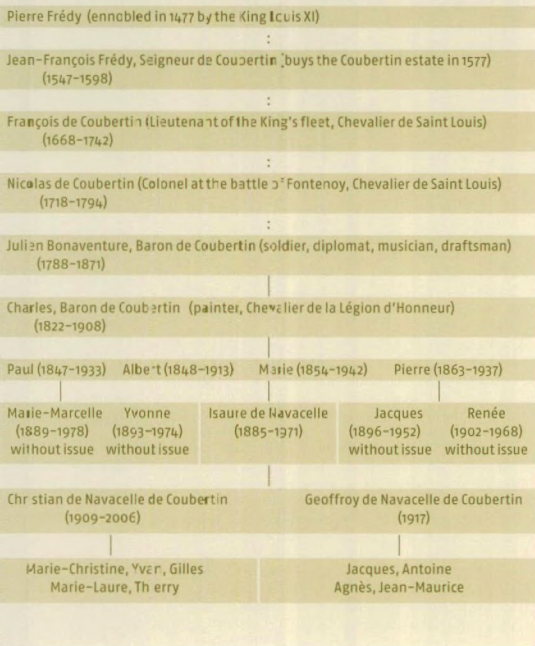 Pierre Frédy (ennobled in 1477 by the King Louis XI)
:
Jean-François Frédy, Seigneur de Coubertin (buys the Coubertin estate in 1577)
(1547-1598)
:
François de Coubertin (Lieutenant of the King's fleet, Chevalier de Saint Louis)
(1668-1742)
:
Nicolas de Coubertin (Colonel at the battle of Fontenoy, Chevalier de Saint Louis)
(1718-1794)
:
Julien Bonaventure, Baron de Coubertin (soldier, diplomat, musician, draftsman)
(1788-1871)
Charles, Baron de Coubertin (painter, Chevalier de la Légion d'Honneur)
(1822-1908)
Paul (1847-1933) Albert (1848-1913) Marie (1854-1942) Pierre (1863-1937)
Marie-Marcelle Yvonne Isaure de Navacelle Jacques Renée
(1889-1978) (1893-1974) (1885-1971) (1896-1952) (1902-1968)
without issue without issue without issue without issue
Christian de Navacelle de Coubertin Geoffroy de Navacelle de Coubertin
(1909-2006) (1917)
Marie-Christine, Yvan, Gilles Jacques, Antoine
Marie-Laure, Thierry Agnès, Jean-Maurice